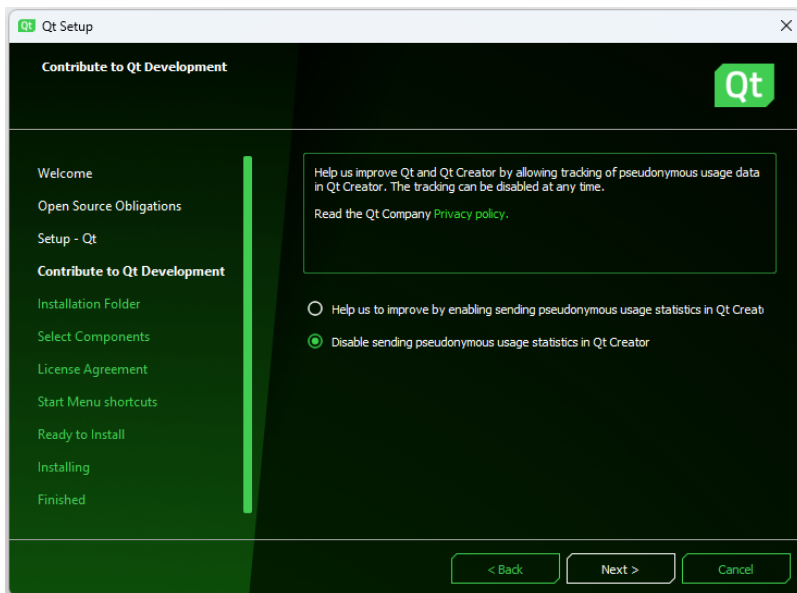 Qt Qt Setup
Contribute to Qt Development
Qt
Welcome
Open Source Obligations
Setup - Qt
Contribute to Qt Development
Installation Folder
Select Components
License Agreement
Start Menu shortcuts
Ready to Install
Installing
Finished
Help us improve Qt and Qt Creator by allowing tracking of pseudonymous usage data
in Qt Creator. The tracking can be disabled at any time.
Read the Qt Company Privacy policy.
Help us to improve by enabling sending pseudonymous usage statistics in Qt Creat
Disable sending pseudonymous usage statistics in Qt Creator
< Back
Next >
Cancel